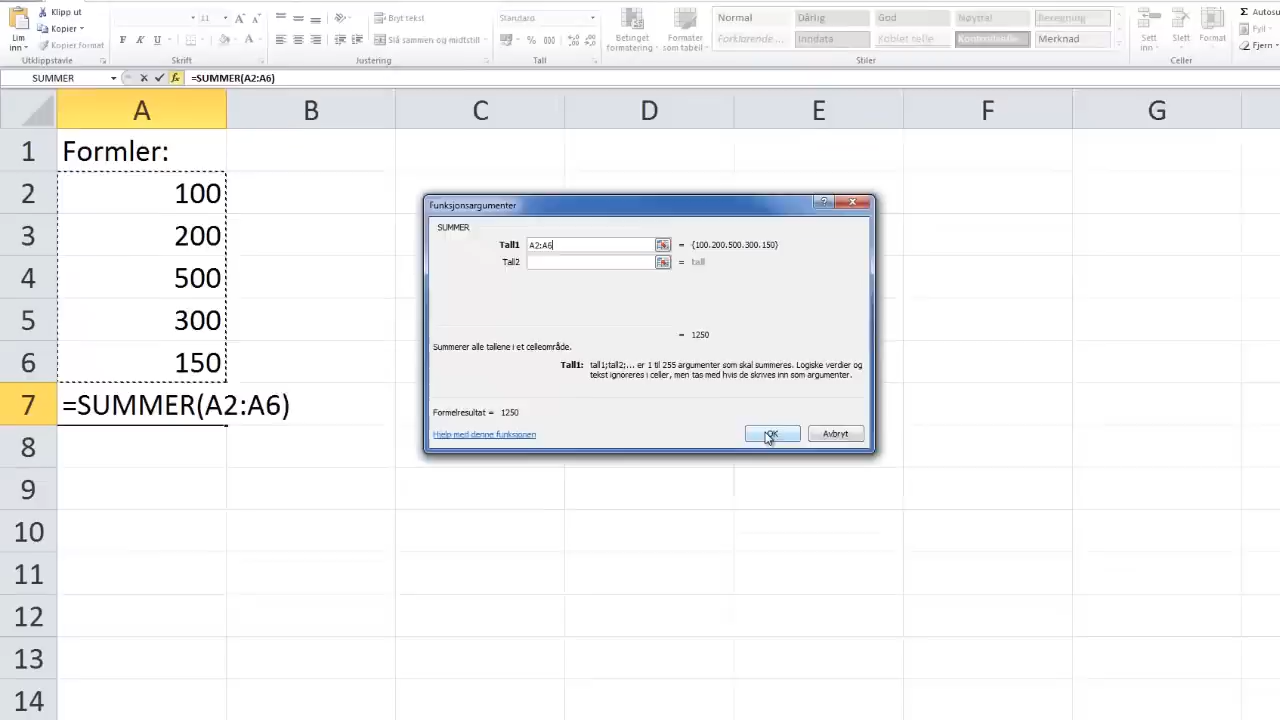 Klipp ut
Kopier
Kopier format
Lim
inn
Utklippstavle
11
A A
F K U
Skrift
Bryt tekst
Slå sammen og midtstill
Justering
Standard
% 000
Tall
Betinget
formatering
Formater
som tabell
Normal
Dårlig
God
Nøytral
Beregning
Forklarende ...
Inndata
Koblet celle
Kontrollcelle
Merknad
Stiler
Sett
inn
Slett
Format
Celler
Σ Autosu
Fyll
Fjern
SUMMER
fx
=SUMMER(A2:A6)
A B C D E F G
1 Formler:
2 100
3 200
4 500
5 300
6 150
7 =SUMMER(A2:A6)
8
9
10
11
12
13
14
Funksjonsargumenter
?
SUMMER
Tall1 A2:A6 = {100.200.500.300.150}
Tall2 = tall
= 1250
Summerer alle tallene i et celleområde.
Tall1: tall1;tall2;... er 1 til 255 argumenter som skal summeres. Logiske verdier og
tekst ignoreres i celler, men tas med hvis de skrives inn som argumenter.
Formelresultat = 1250
Hjelp med denne funksjonen
OK
Avbryt